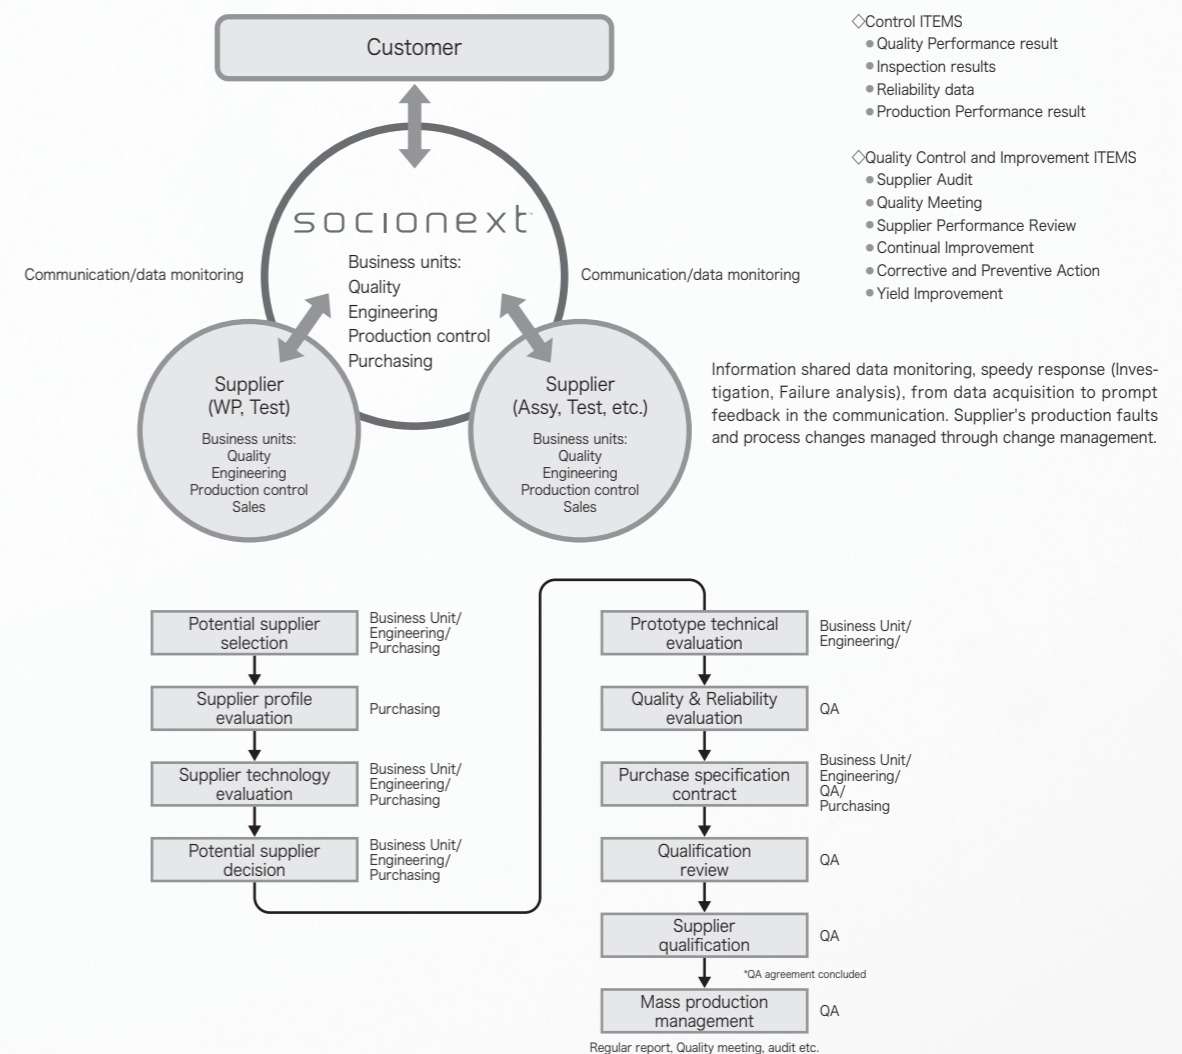 Customer
socionext
Business units:
Quality
Engineering
Production control
Purchasing
Communication/data monitoring
Communication/data monitoring
Supplier
(WP, Test)
Business units:
Quality
Engineering
Production control
Sales
Supplier
(Assy, Test, etc.)
Business units:
Quality
Engineering
Production control
Sales
◇Control ITEMS
●Quality Performance result
●Inspection results
●Reliability data
●Production Performance result
◇Quality Control and Improvement ITEMS
●Supplier Audit
●Quality Meeting
●Supplier Performance Review
●Continual Improvement
●Corrective and Preventive Action
●Yield Improvement
Information shared data monitoring, speedy response (Inves-
tigation, Failure analysis), from data acquisition to prompt
feedback in the communication. Supplier's production faults
and process changes managed through change management.
Potential supplier
selection
Business Unit/
Engineering/
Purchasing
Supplier profile
evaluation
Purchasing
Supplier technology
evaluation
Business Unit/
Engineering/
Purchasing
Potential supplier
decision
Business Unit/
Engineering/
Purchasing
Prototype technical
evaluation
Business Unit/
Engineering/
Quality & Reliability
evaluation
QA
Purchase specification
contract
Business Unit/
Engineering/
QA/
Purchasing
Qualification
review
QA
Supplier
qualification
QA
*QA agreement concluded
Mass production
management
QA
Regular report, Quality meeting, audit etc.